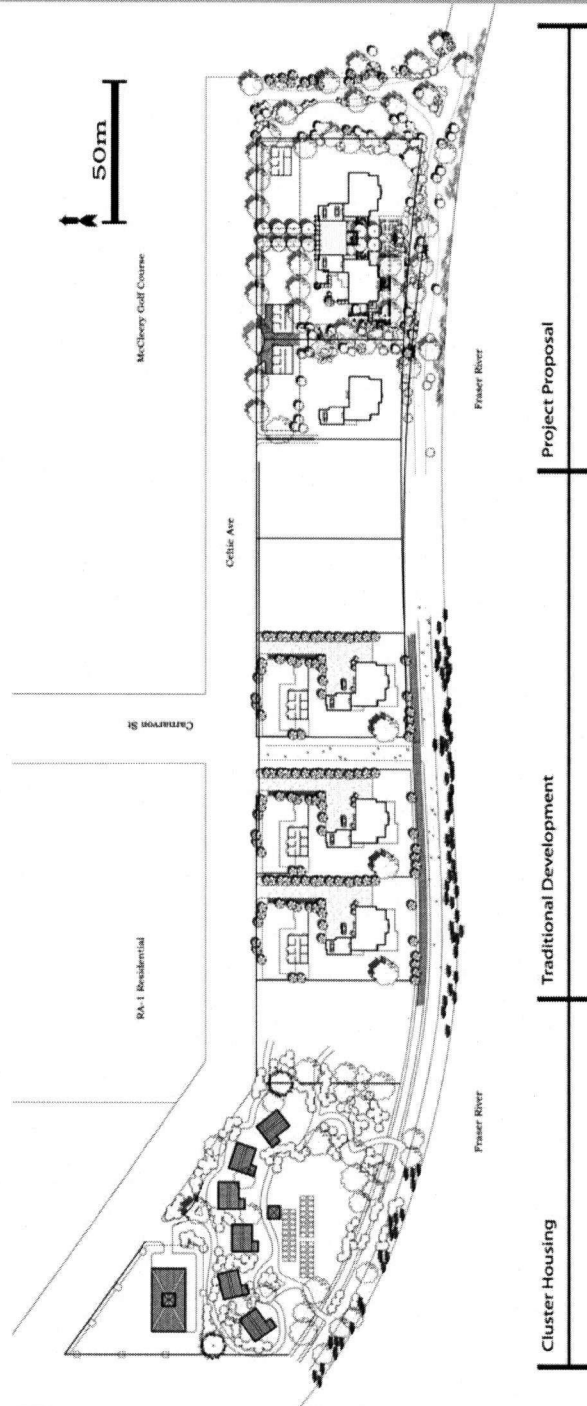 50m
McCleery Golf Course
Celtic Ave
Carnarvon St
RA-1 Residential
Fraser River
Fraser River
Project Proposal
Traditional Development
Cluster Housing